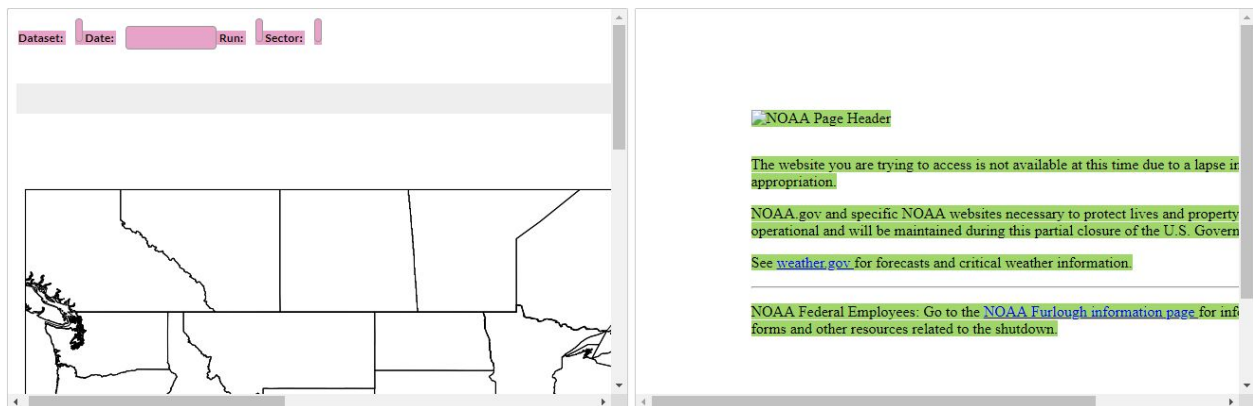 Dataset: Date: Run: Sector:
NOAA Page Header
The website you are trying to access is not available at this time due to a lapse in
appropriation.
NOAA.gov and specific NOAA websites necessary to protect lives and property
operational and will be maintained during this partial closure of the U.S. Govern
See weather.gov for forecasts and critical weather information.
NOAA Federal Employees: Go to the NOAA Furlough information page for info
forms and other resources related to the shutdown.